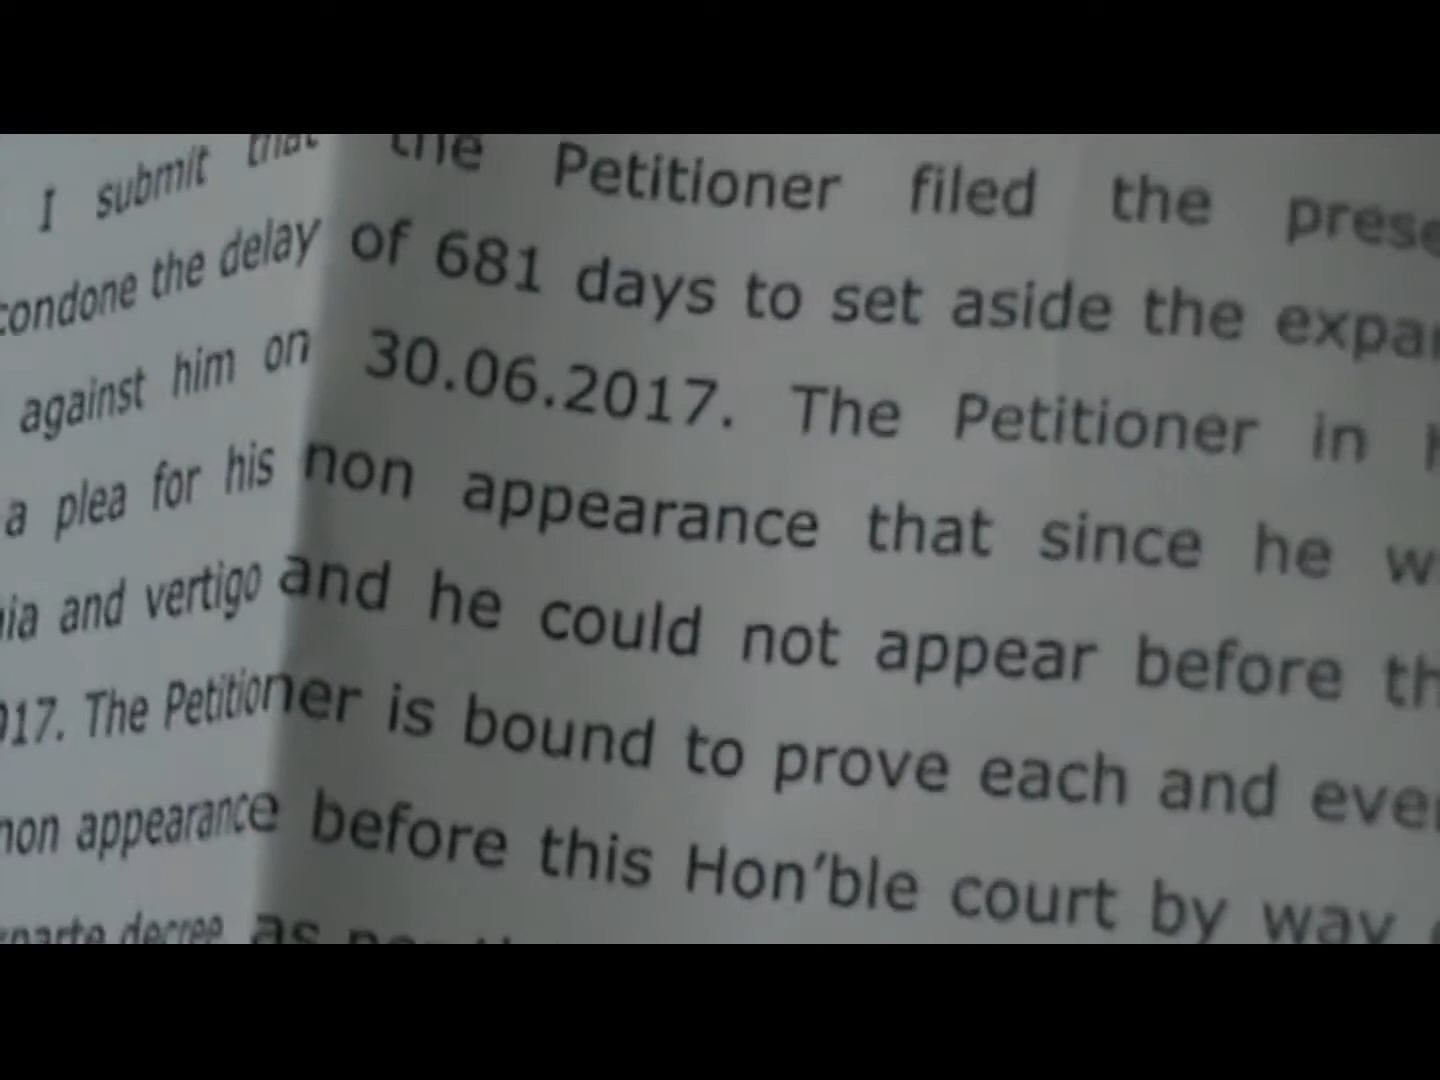 I submit that the Petitioner filed the
condone the delay of 681 days to set aside the
against him on 30.06.2017. The Petitioner in
a plea for his non appearance that since he
and vertigo and he could not appear before
The Petitioner is bound to prove each and
non appearance before this Hon'ble court by way
decree as